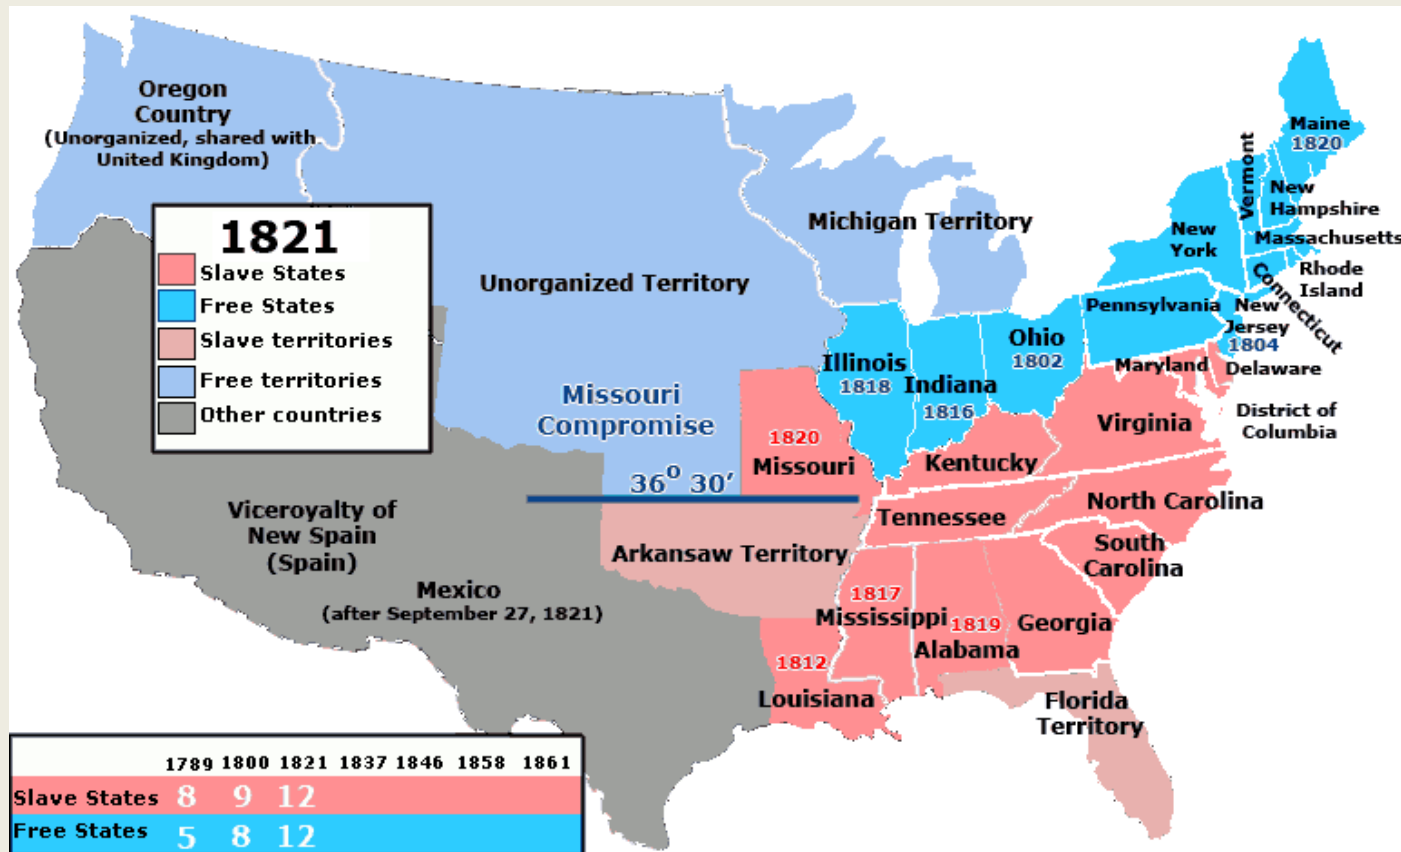 Oregon
Country
(Unorganized, shared with
United Kingdom)
1821
Slave States
Free States
Slave territories
Free territories
Other countries
Unorganized Territory
Michigan Territory
Maine
1820
Vermont
New
Hampshire
Massachusetts
New
York
Rhode
Island
Connecticut
Pennsylvania
New
Jersey
1804
Ohio
1802
Illinois
1818
Indiana
1816
Maryland
Delaware
District of
Columbia
Virginia
Missouri
Compromise
1820
Missouri
Kentucky
36° 30′
North Carolina
Tennessee
South
Carolina
Arkansaw Territory
Viceroyalty of
New Spain
(Spain)
Mexico
(after September 27, 1821)
1817
Mississippi
1819
Alabama
Georgia
1812
Louisiana
Florida
Territory
1789 1800 1821 1837 1846 1858 1861
Slave States 8 9 12
Free States 5 8 12